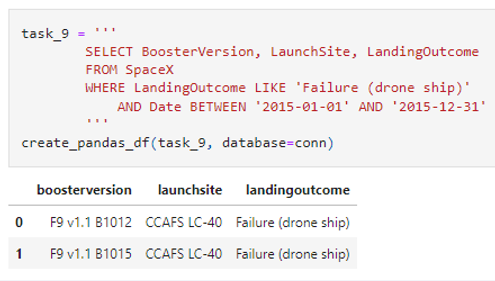 task_9 = '''
SELECT BoosterVersion, LaunchSite, LandingOutcome
FROM SpaceX
WHERE LandingOutcome LIKE 'Failure (drone ship)'
AND Date BETWEEN '2015-01-01' AND '2015-12-31'
'''
create_pandas_df(task_9, database=conn)
boosterversion launchsite landingoutcome
0 F9 v1.1 B1012 CCAFS LC-40 Failure (drone ship)
1 F9 v1.1 B1015 CCAFS LC-40 Failure (drone ship)